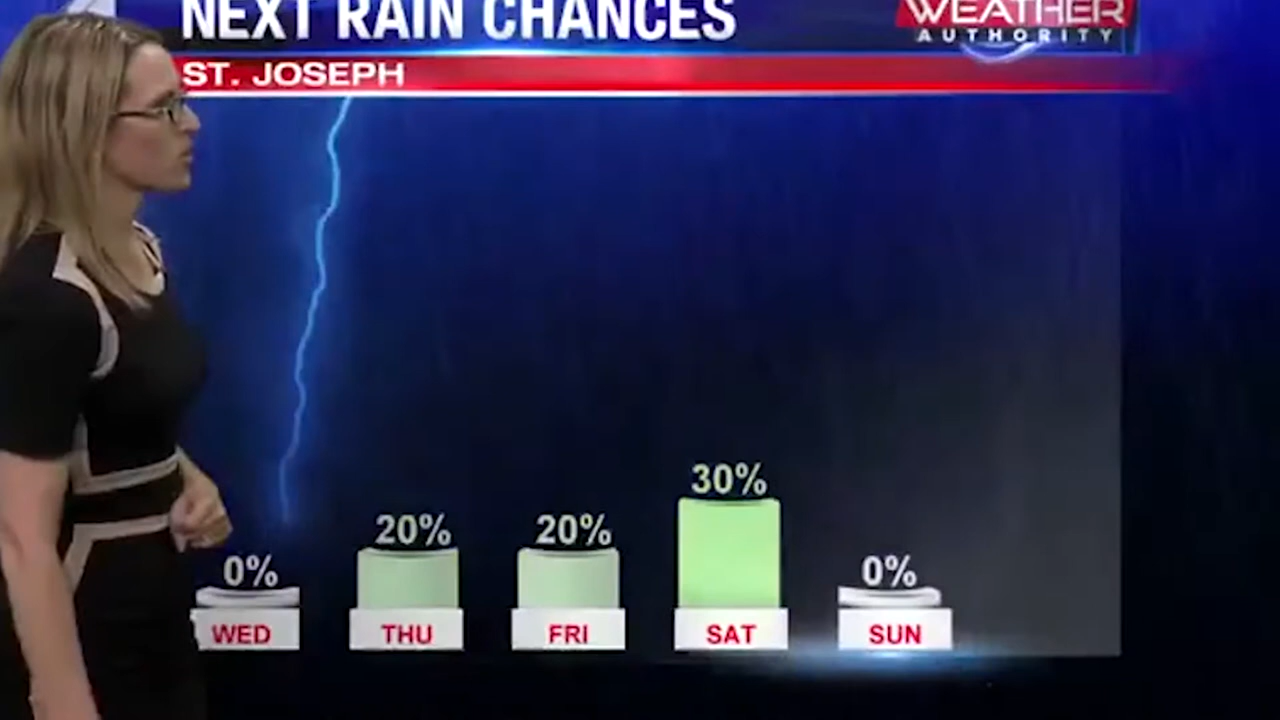 NEXT RAIN CHANCES
WEATHER
AUTHORITY
ST. JOSEPH
0% 20% 20% 30% 0%
WED THU FRI SAT SUN